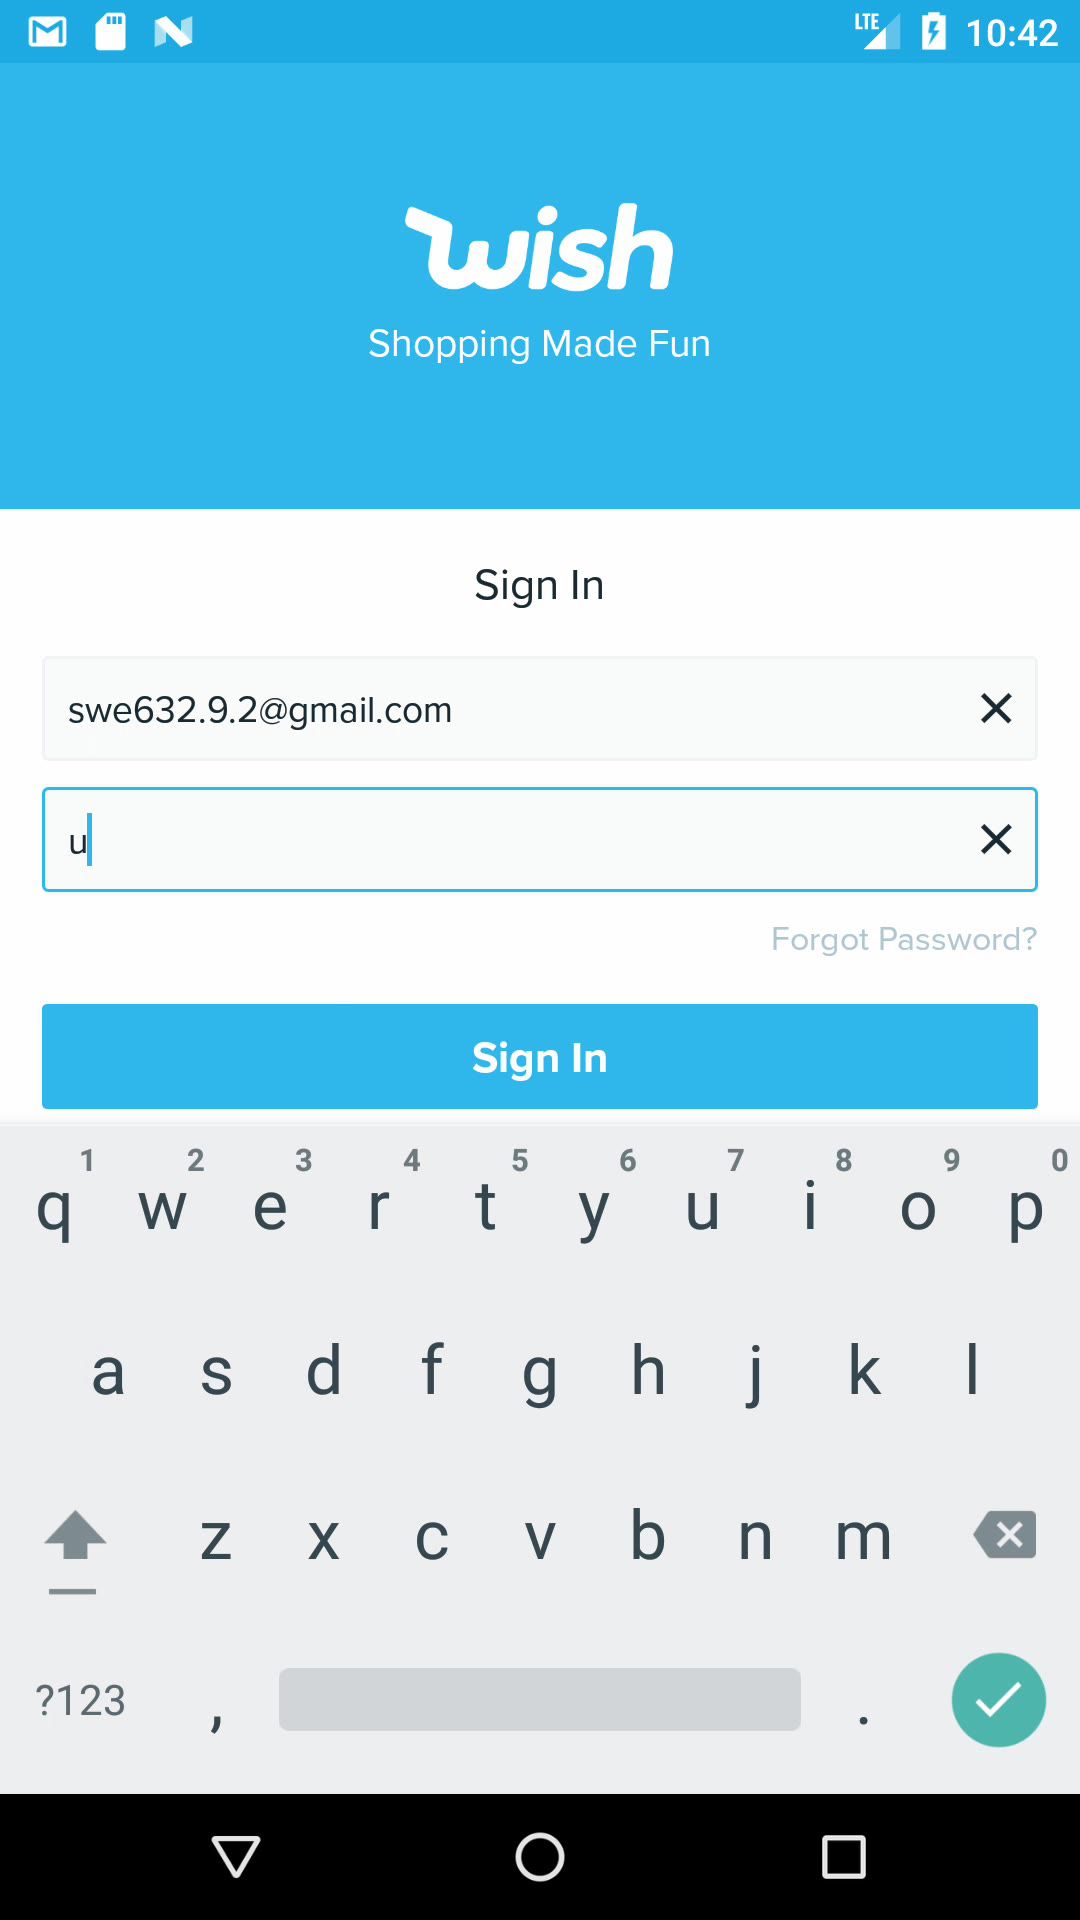 LTE 10:42
wish
Shopping Made Fun
Sign In
swe632.9.2@gmail.com
u
Forgot Password?
Sign In
1 2 3 4 5 6 7 8 9 0
q w e r t y u i o p
a s d f g h j k l
z x c v b n m
?123 , .